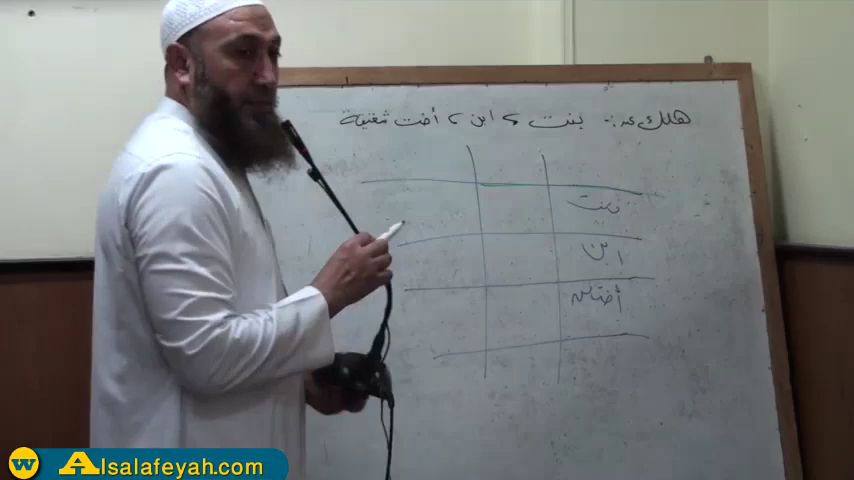 هلك عن:- بنت ، ابن ، أخت شقيقة
بنت
ابن
أخت ش
W Alsalafeyah.com